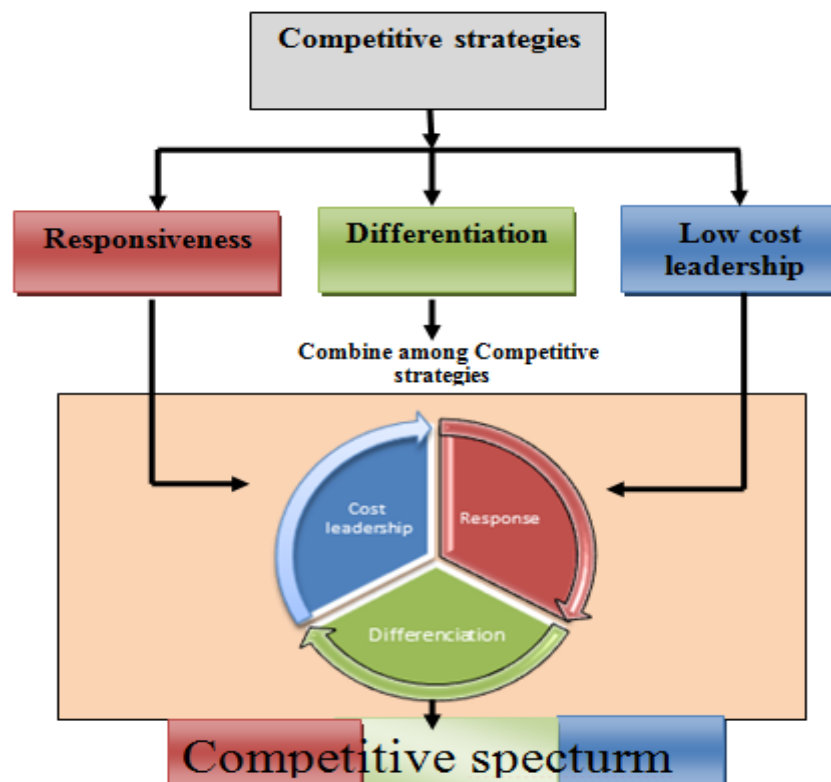 Competitive strategies
Responsiveness
Differentiation
Low cost
leadership
Combine among Competitive
strategies
Cost
leadership
Response
Differenciation
Competitive specturm